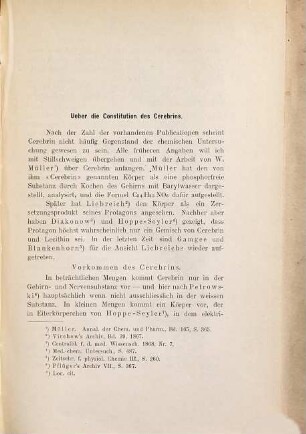 Ueber die Constitution des Cerebrins.
Nach der Zahl der vorhandenen Publicationen scheint
Cerebrin nicht häufig Gegenstand der chemischen Untersu-
chung gewesen zu sein. Alle früheren Angaben will ich
mit Stillschweigen übergehen und mit der Arbeit von W.
Müller¹) über Cerebrin anfangen. Müller hat den von
ihm «Cerebrin» genannten Körper als eine phosphorfreie
Substanz durch Kochen des Gehirns mit Barytwasser darge-
stellt, analysirt, und die Formel dafür aufgestellt.
Später hat Liebreich²) dem Körper als ein Zer-
setzungsproduct seines Protagons angesehen. Nachher aber
haben Diakonow³) und Hoppe-Seyler⁴) gezeigt, dass
Protagon höchst wahrscheinlich nur ein Gemisch von Cerebrin
und Lecithin sei. In der letzten Zeit sind Gamgee und
Blankenhorn⁵) für die Ansicht Liebreichs wieder auf-
getreten.
Vorkommen des Cerebrins.
In beträchtlichen Mengen kommt Cerebrin nur in der
Gehirn- und Nervensubstanz vor — und hier nach Petrows-
ki⁶) hauptsächlich wenn nicht ausschliesslich in der weissen
Substanz. In kleinen Mengen kommt ein Körper vor, der
in Eiterkörperchen von Hoppe-Seyler⁷), in dem elektri-
¹) Müller. Annal. der Chem. und Pharm., Bd. 105, S. 365.
²) Virchow's Archiv, Bd. 39, 1867.
³) Centralbl. f. d. med. Wissensch. 1868, Nr. 7.
⁴) Med.-chem. Untersuch., S. 487.
⁵) Zeitschr. f. physiol. Chemie III., S. 260.
⁶) Pflüger's Archiv VII., S. 367.
⁷) Loc. cit.